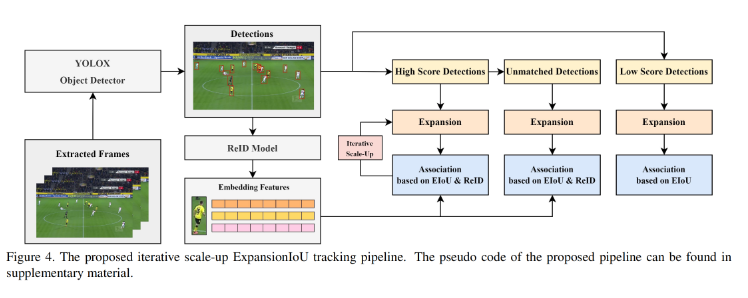 YOLOX
Object Detector
Extracted Frames
Detections
ReID Model
Embedding Features
High Score Detections
Unmatched Detections
Low Score Detections
Expansion
Expansion
Expansion
Iterative
Scale-Up
Association
based on EIoU & ReID
Association
based on EIoU & ReID
Association
based on EIoU
Figure 4. The proposed iterative scale-up ExpansionIoU tracking pipeline. The pseudo code of the proposed pipeline can be found in
supplementary material.